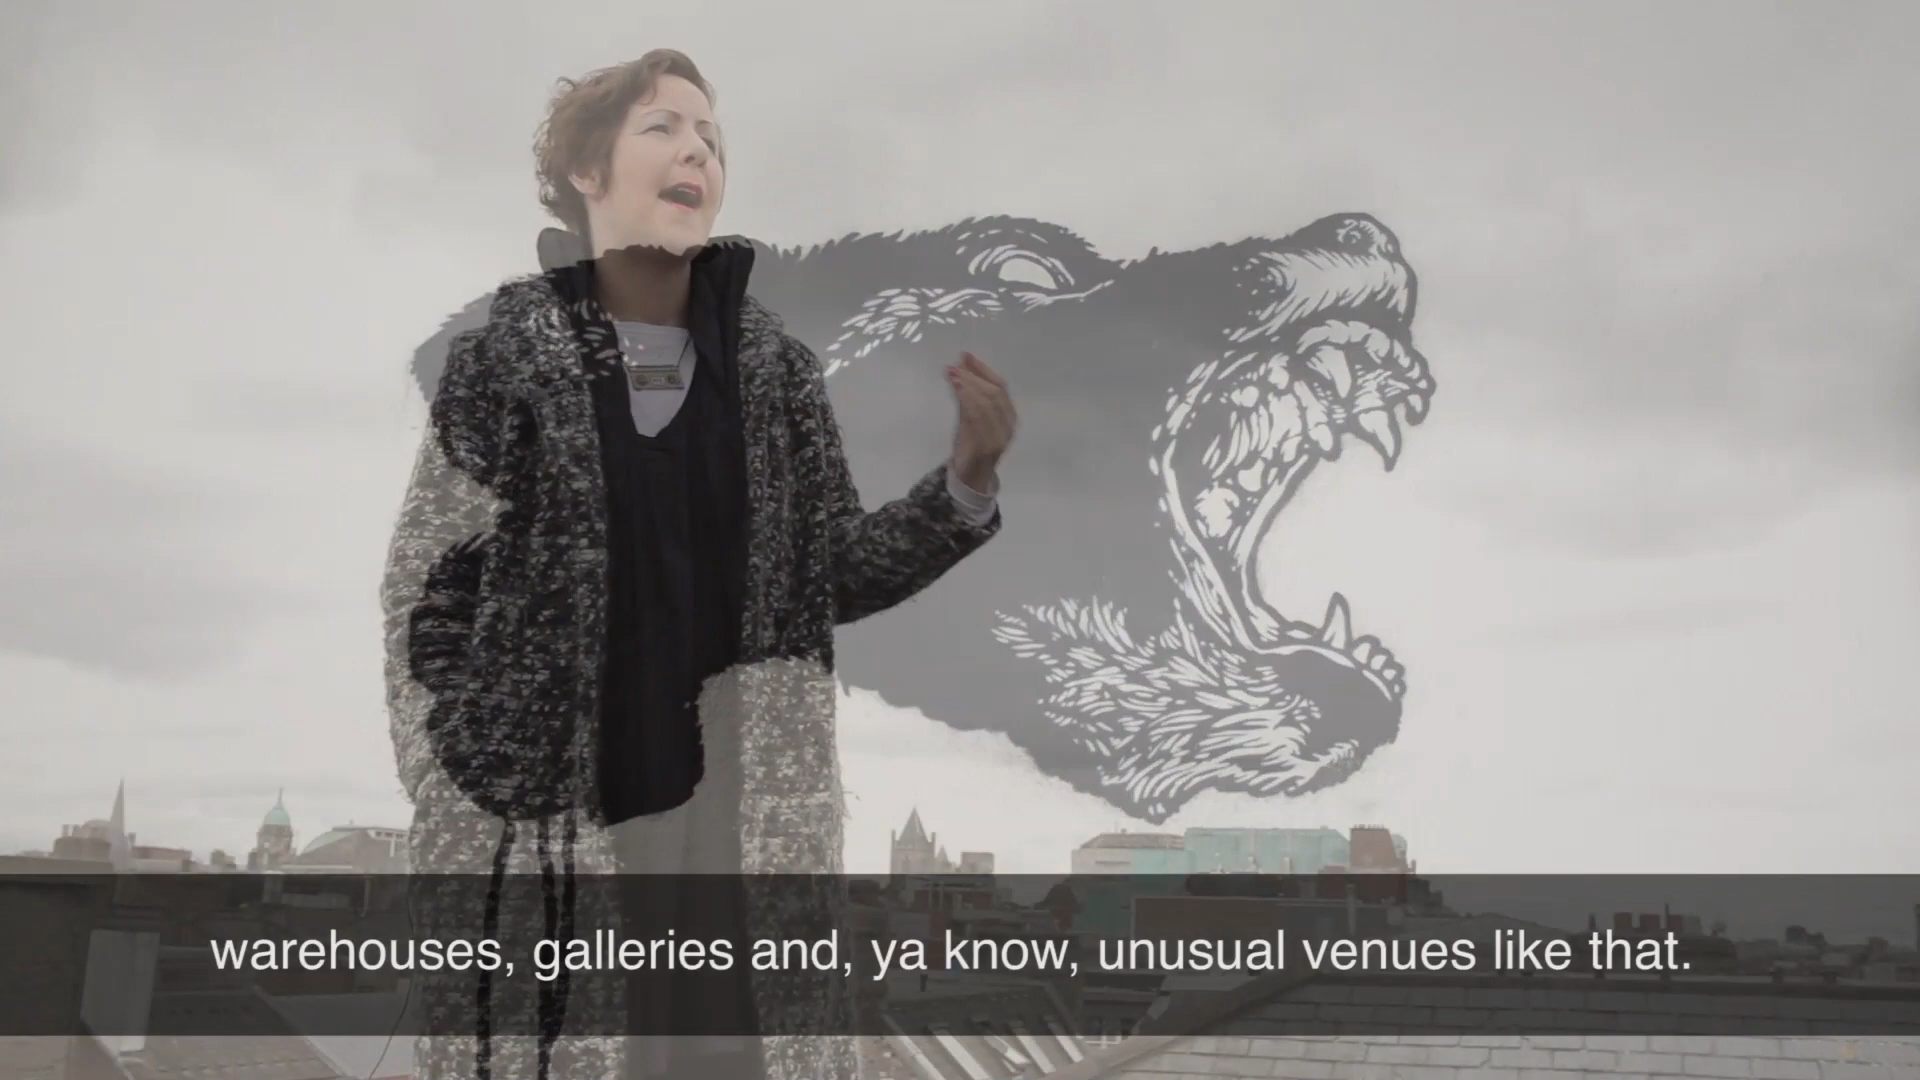 warehouses, galleries and, ya know, unusual venues like that.